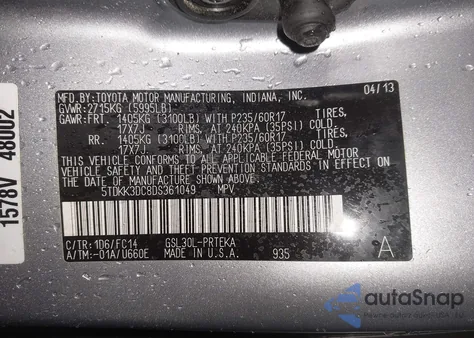 MFD. BY:TOYOTA MOTOR MANUFACTURING, INDIANA, INC.
GVWR:2715KG (5995LB) 04/13
GAWR:FRT. 1405KG (3100LB) WITH P235/60R17 TIRES,
17X7J RIMS, AT 240KPA (35PSI) COLD.
RR. 1405KG (3100LB) WITH P235/60R17 TIRES,
17X7J RIMS, AT 240KPA (35PSI) COLD.
THIS VEHICLE CONFORMS TO ALL APPLICABLE FEDERAL MOTOR
VEHICLE SAFETY AND THEFT PREVENTION STANDARDS IN EFFECT
ON THE DATE OF MANUFACTURE SHOWN ABOVE.
5TDKK3DC8DS361049 MPV
C/TR:1D6/FC14 GSL30L-PRTEKA
A/TM:-01A/U660E MADE IN U.S.A. 935 A
1578V 48002
autoSnap